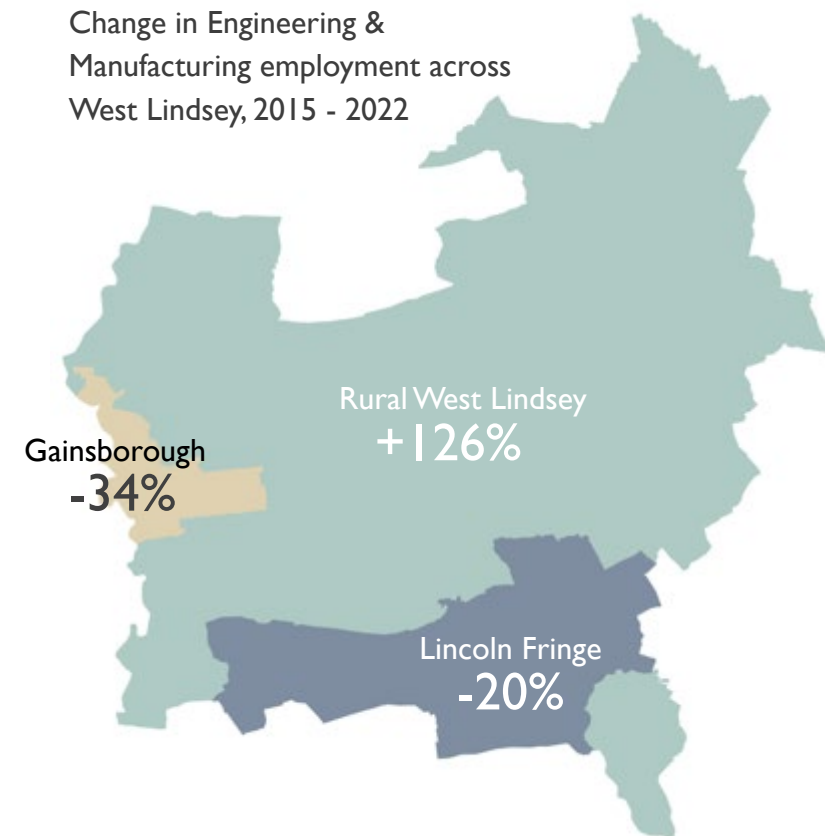 Change in Engineering &
Manufacturing employment across
West Lindsey, 2015 - 2022
Rural West Lindsey
+126%
Gainsborough
-34%
Lincoln Fringe
-20%